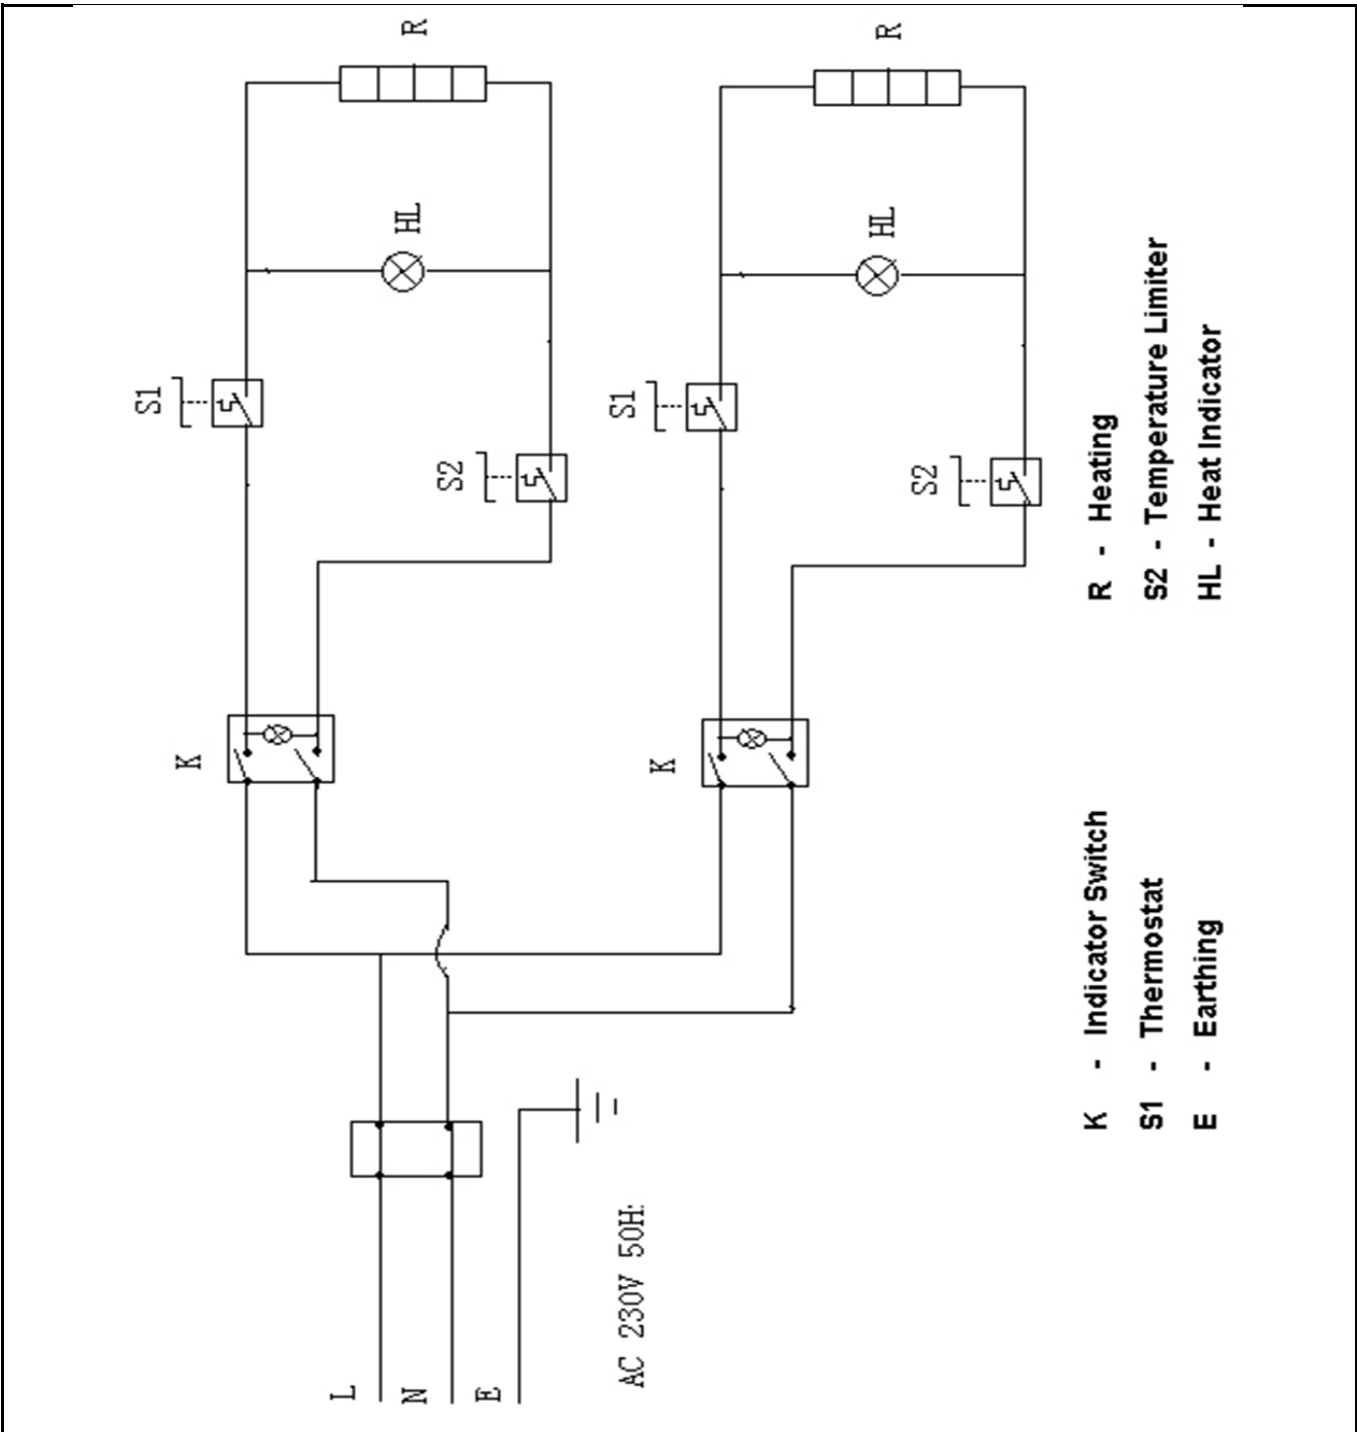 L
N
E
AC 230V 50H:
K
K
S1
S2
S1
S2
HL
HL
R
R
K - Indicator Switch
S1 - Thermostat
E - Earthing
R - Heating
S2 - Temperature Limiter
HL - Heat Indicator